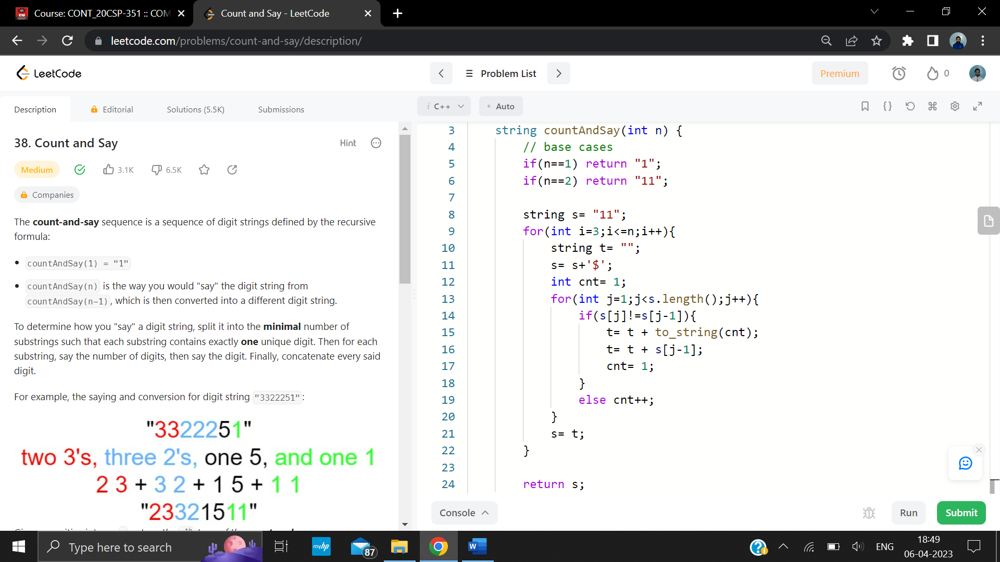 Course: CONT_20CSP-351 :: COM
Count and Say - LeetCode
leetcode.com/problems/count-and-say/description/
LeetCode
Problem List
Premium
0
Description
Editorial
Solutions (5.5K)
Submissions
38. Count and Say
Hint
Medium
3.1K
6.5K
Companies
The count-and-say sequence is a sequence of digit strings defined by the recursive
formula:
countAndSay(1) = "1"
countAndSay(n) is the way you would "say" the digit string from
countAndSay(n-1), which is then converted into a different digit string.
To determine how you "say" a digit string, split it into the minimal number of
substrings such that each substring contains exactly one unique digit. Then for each
substring, say the number of digits, then say the digit. Finally, concatenate every said
digit.
For example, the saying and conversion for digit string "3322251":
"3322251"
two 3's, three 2's, one 5, and one 1
2 3 + 3 2 + 1 5 + 1 1
"23321511"
i C++
Auto
3 string countAndSay(int n) {
4 // base cases
5 if(n==1) return "1";
6 if(n==2) return "11";
7
8 string s= "11";
9 for(int i=3;i<=n;i++){
10 string t= "";
11 s= s+'$';
12 int cnt= 1;
13 for(int j=1;j<s.length();j++){
14 if(s[j]!=s[j-1]){
15 t= t + to_string(cnt);
16 t= t + s[j-1];
17 cnt= 1;
18 }
19 else cnt++;
20 }
21 s= t;
22 }
23
24 return s;
Console
Run
Submit
Type here to search
myhp
87
W
ENG
18:49
06-04-2023